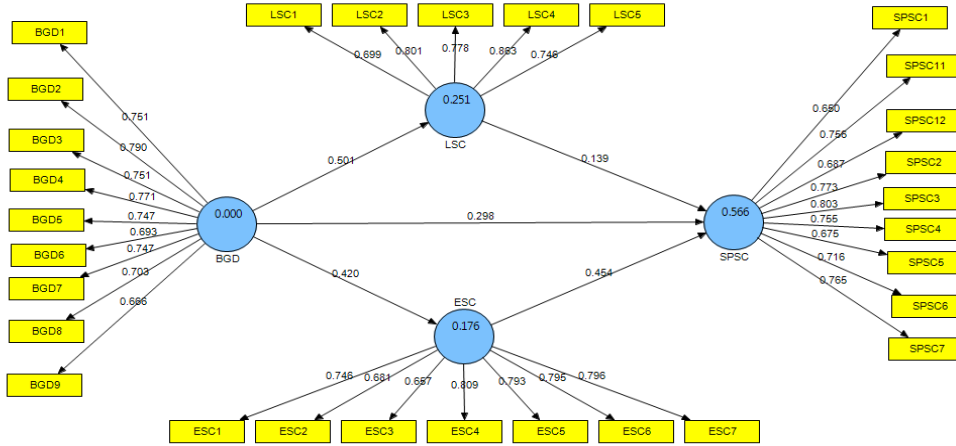 LSC1
LSC2
LSC3
LSC4
LSC5
0.699
0.801
0.778
0.863
0.746
0.251
LSC
BGD1
BGD2
BGD3
BGD4
BGD5
BGD6
BGD7
BGD8
BGD9
0.751
0.790
0.751
0.771
0.747
0.693
0.747
0.703
0.666
0.000
BGD
0.501
0.139
0.298
0.420
0.454
SPSC1
SPSC11
SPSC12
SPSC2
SPSC3
SPSC4
SPSC5
SPSC6
SPSC7
0.650
0.755
0.687
0.773
0.803
0.755
0.675
0.716
0.765
0.566
SPSC
ESC
0.176
0.746
0.681
0.657
0.809
0.793
0.795
0.796
ESC1
ESC2
ESC3
ESC4
ESC5
ESC6
ESC7